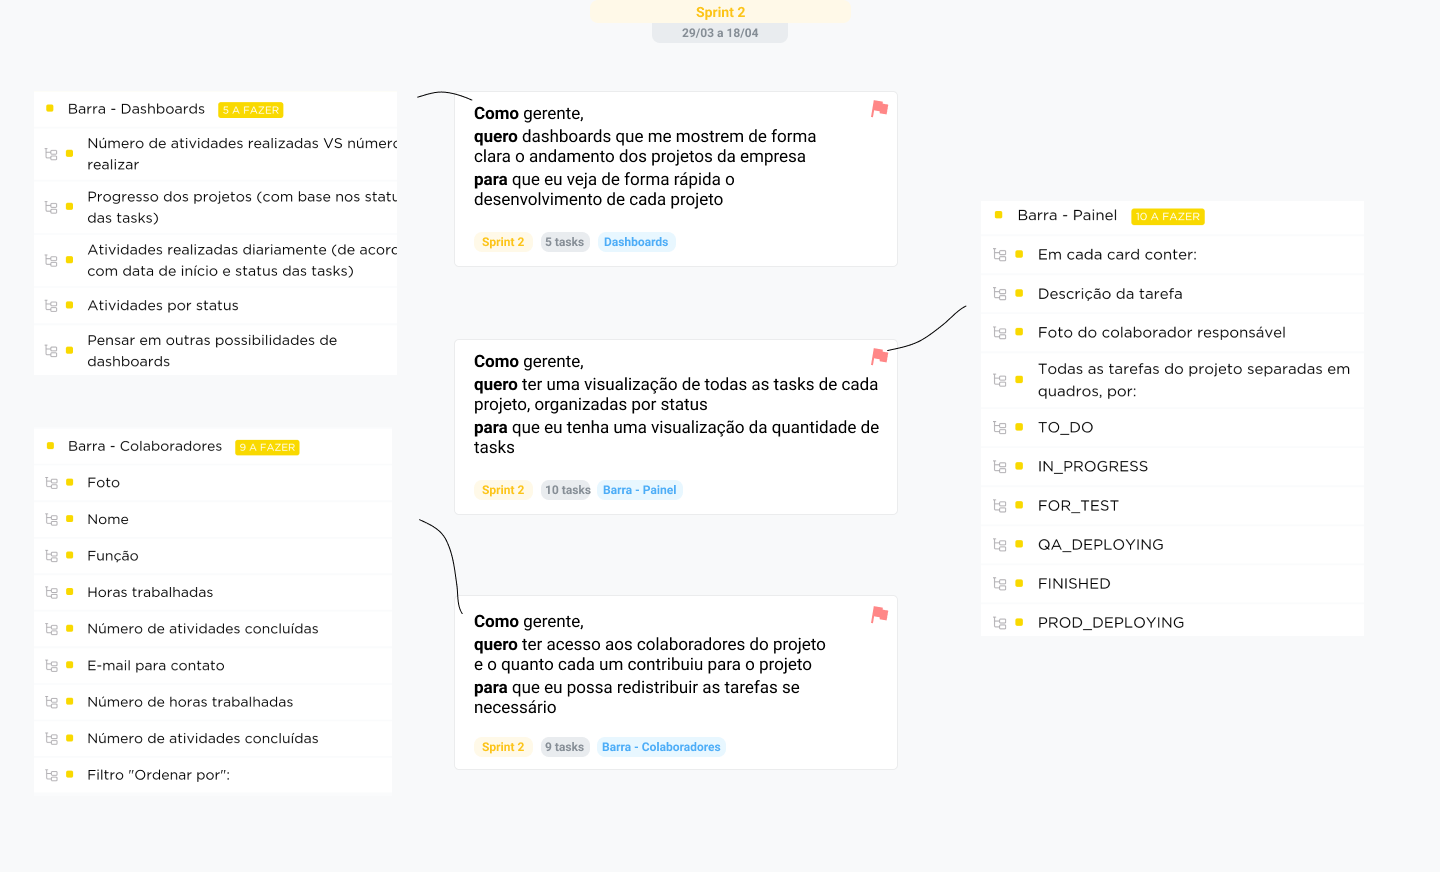 Sprint 2
29/03 a 18/04
Barra - Dashboards 5 A FAZER
Número de atividades realizadas VS número
realizar
Progresso dos projetos (com base nos statu
das tasks)
Atividades realizadas diariamente (de acord
com data de início e status das tasks)
Atividades por status
Pensar em outras possibilidades de
dashboards
Barra - Colaboradores 9 A FAZER
Foto
Nome
Função
Horas trabalhadas
Número de atividades concluídas
E-mail para contato
Número de horas trabalhadas
Número de atividades concluídas
Filtro "Ordenar por":
Como gerente,
quero dashboards que me mostrem de forma
clara o andamento dos projetos da empresa
para que eu veja de forma rápida o
desenvolvimento de cada projeto
Sprint 2 5 tasks Dashboards
Como gerente,
quero ter uma visualização de todas as tasks de cada
projeto, organizadas por status
para que eu tenha uma visualização da quantidade de
tasks
Sprint 2 10 tasks Barra - Painel
Como gerente,
quero ter acesso aos colaboradores do projeto
e o quanto cada um contribuiu para o projeto
para que eu possa redistribuir as tarefas se
necessário
Sprint 2 9 tasks Barra - Colaboradores
Barra - Painel 10 A FAZER
Em cada card conter:
Descrição da tarefa
Foto do colaborador responsável
Todas as tarefas do projeto separadas em
quadros, por:
TO_DO
IN_PROGRESS
FOR_TEST
QA_DEPLOYING
FINISHED
PROD_DEPLOYING